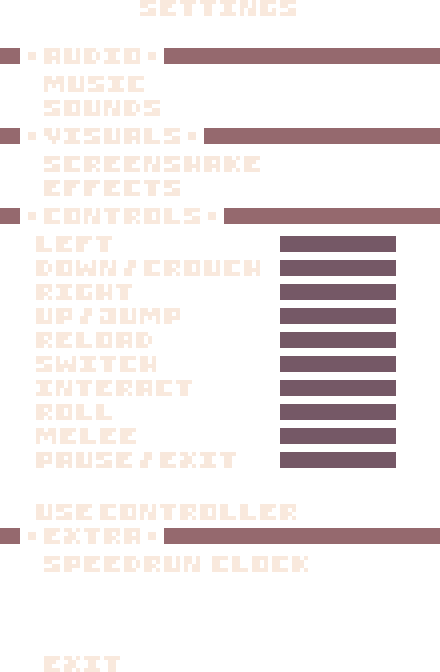 SETTINGS
·AUDIO·
MUSIC
SOUNDS
·VISUALS·
SCREENSHAKE
EFFECTS
·CONTROLS·
LEFT
DOWN/CROUCH
RIGHT
UP/JUMP
RELOAD
SWITCH
INTERACT
ROLL
MELEE
PAUSE/EXIT
USE CONTROLLER
·EXTRA·
SPEEDRUN CLOCK
EXIT